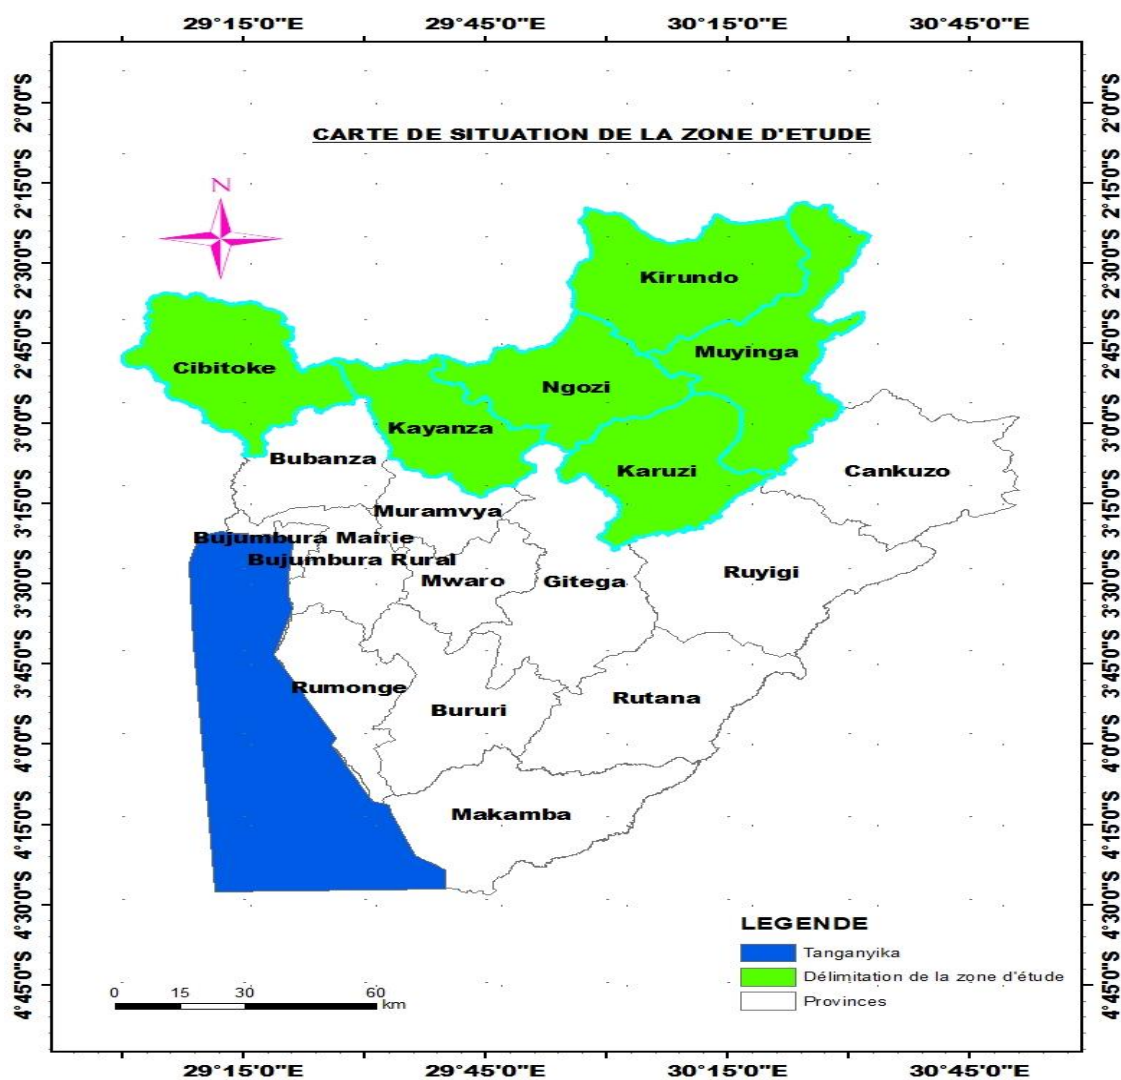 29°15'0"E 29°45'0"E 30°15'0"E 30°45'0"E
CARTE DE SITUATION DE LA ZONE D'ETUDE
N
2°0'0"S 2°0'0"S
2°15'0"S 2°15'0"S
2°30'0"S 2°30'0"S
2°45'0"S 2°45'0"S
3°0'0"S 3°0'0"S
3°15'0"S 3°15'0"S
3°30'0"S 3°30'0"S
3°45'0"S 3°45'0"S
4°0'0"S 4°0'0"S
4°15'0"S 4°15'0"S
4°30'0"S 4°30'0"S
4°45'0"S 4°45'0"S
Kirundo
Muyinga
Cibitoke
Ngozi
Kayanza
Bubanza
Karuzi
Cankuzo
Muramvya
Bujumbura Mairie
Bujumbura Rural
Mwaro
Gitega
Ruyigi
Rumonge
Bururi
Rutana
Makamba
LEGENDE
Tanganyika
Délimitation de la zone d'étude
Provinces
0 15 30 60
km
29°15'0"E 29°45'0"E 30°15'0"E 30°45'0"E